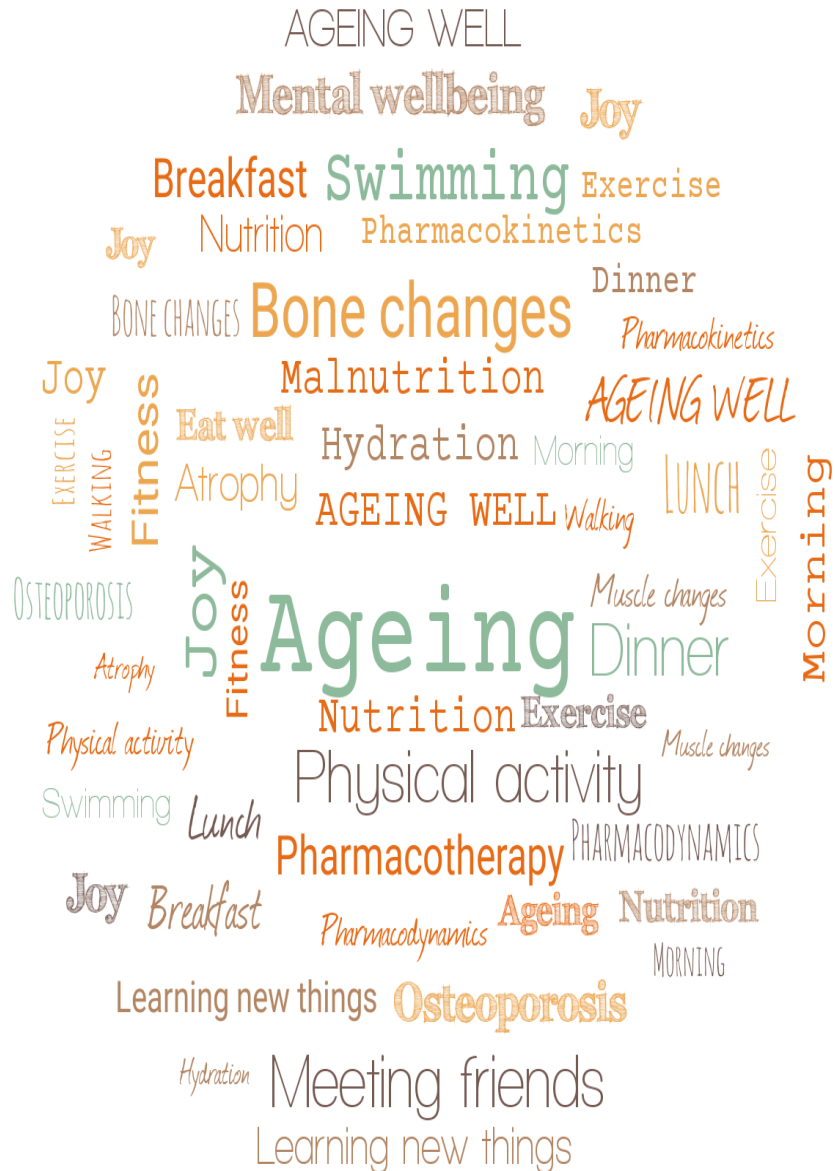 AGEING WELL
Mental wellbeing
Joy
Breakfast
Swimming
Exercise
Joy
Nutrition
Pharmacokinetics
Dinner
BONE CHANGES
Bone changes
Pharmacokinetics
Joy
Malnutrition
AGEING WELL
Fitness
Eat well
EXERCISE
WALKING
Hydration
Morning
Atrophy
LUNCH
Exercise
Morning
AGEING WELL
Walking
OSTEOPOROSIS
Joy
Fitness
Ageing
Muscle changes
Dinner
Atrophy
Nutrition
Exercise
Physical activity
Muscle changes
Physical activity
Swimming
Lunch
Pharmacotherapy
PHARMACODYNAMICS
Joy
Breakfast
Pharmacodynamics
Ageing
Nutrition
MORNING
Learning new things
Osteoporosis
Hydration
Meeting friends
Learning new things